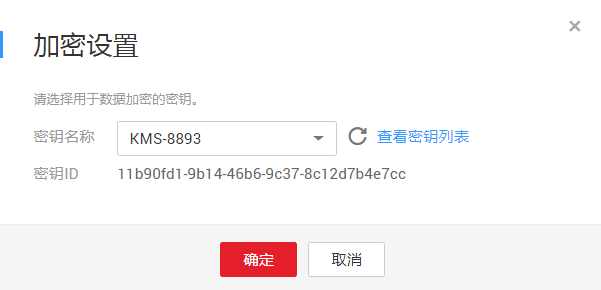 加密设置
请选择用于数据加密的密钥。
密钥名称 KMS-8893 查看密钥列表
密钥ID 11b90fd1-9b14-46b6-9c37-8c12d7b4e7cc
确定 取消